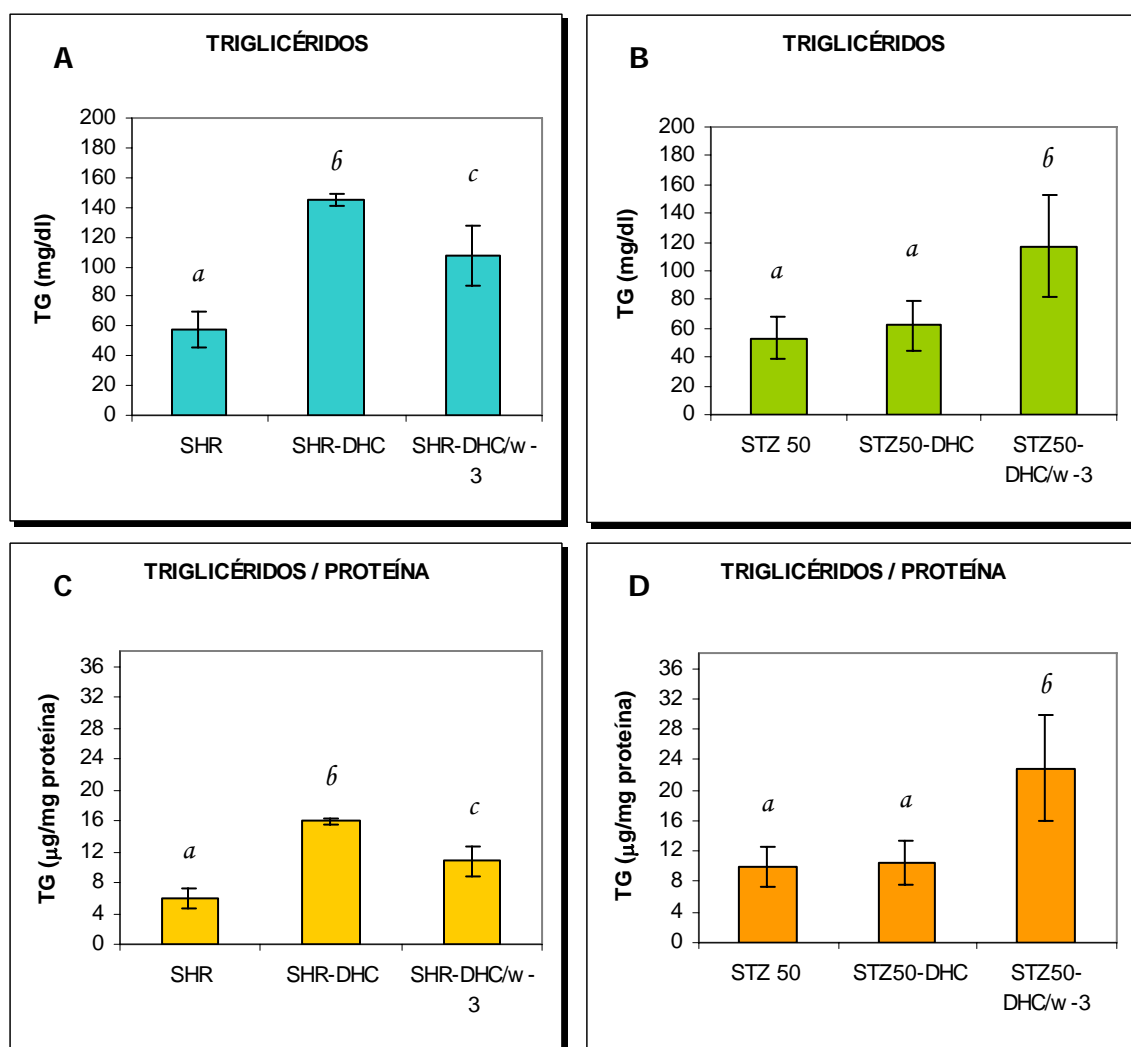 A
TRIGLICÉRIDOS
TG (mg/dl)
200
180
160
140
120
100
80
60
40
20
0
a
b
c
SHR
SHR-DHC
SHR-DHC/w -
3
B
TRIGLICÉRIDOS
TG (mg/dl)
200
180
160
140
120
100
80
60
40
20
0
a
a
b
STZ 50
STZ50-DHC
STZ50-
DHC/w -3
C
TRIGLICÉRIDOS / PROTEÍNA
TG (µg/mg proteína)
36
32
28
24
20
16
12
8
4
0
a
b
c
SHR
SHR-DHC
SHR-DHC/w -
3
D
TRIGLICÉRIDOS / PROTEÍNA
TG (µg/mg proteína)
36
32
28
24
20
16
12
8
4
0
a
a
b
STZ 50
STZ50-DHC
STZ50-
DHC/w -3